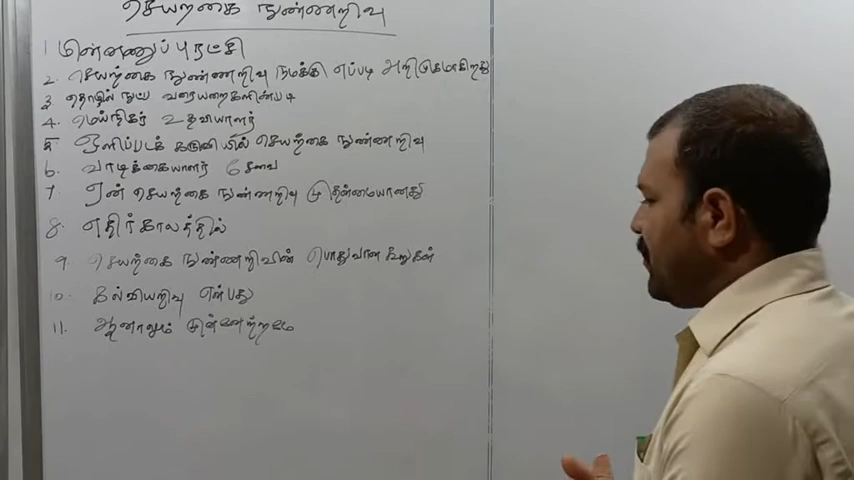 செயற்கை நுண்ணறிவு
1 மின்னணுப் புரட்சி
2. செயற்கை நுண்ணறிவு நமக்கு எப்படி அறிமுகமாகிறது
3 தொழில் நுட்ப வரையறைகளின்படி
4. மெய்நிகர் உதவியாளர்
5. ஒளிப்படக் கருவியில் செயற்கை நுண்ணறிவு
6. வாடிக்கையாளர் சேவை
7. ஏன் செயற்கை நுண்ணறிவு முதன்மையானது
8. எதிர்காலத்தில்
9 செயற்கை நுண்ணறிவின் பொதுவான கூறுகள்
10. கல்வியறிவு என்பது
11. ஆனாலும் முன்னேற்றமே